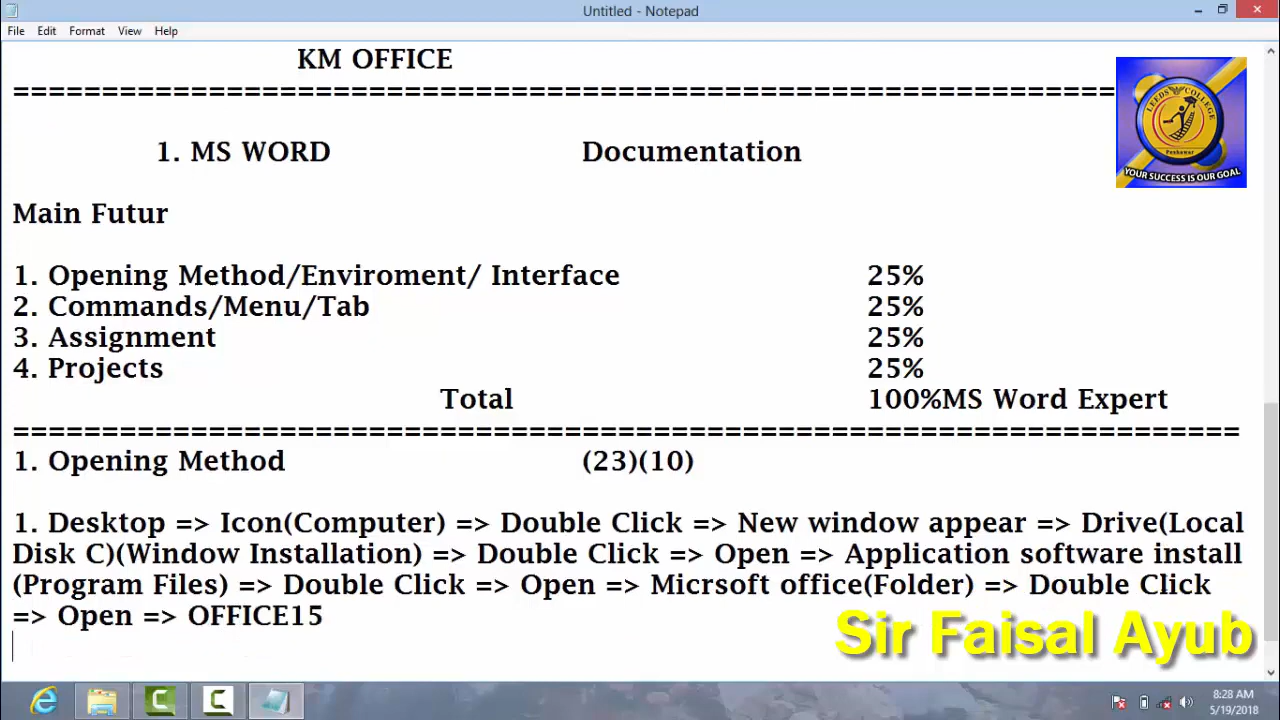 Untitled - Notepad
File Edit Format View Help
KM OFFICE
======================================================================
LEEDS COLLEGE
Peshawar
YOUR SUCCESS IS OUR GOAL
1. MS WORD Documentation
Main Futur
1. Opening Method/Enviroment/ Interface 25%
2. Commands/Menu/Tab 25%
3. Assignment 25%
4. Projects 25%
Total 100%MS Word Expert
======================================================================
1. Opening Method (23)(10)
1. Desktop => Icon(Computer) => Double Click => New window appear => Drive(Local
Disk C)(Window Installation) => Double Click => Open => Application software install
(Program Files) => Double Click => Open => Micrsoft office(Folder) => Double Click
=> Open => OFFICE15
Sir Faisal Ayub
8:28 AM
5/19/2018